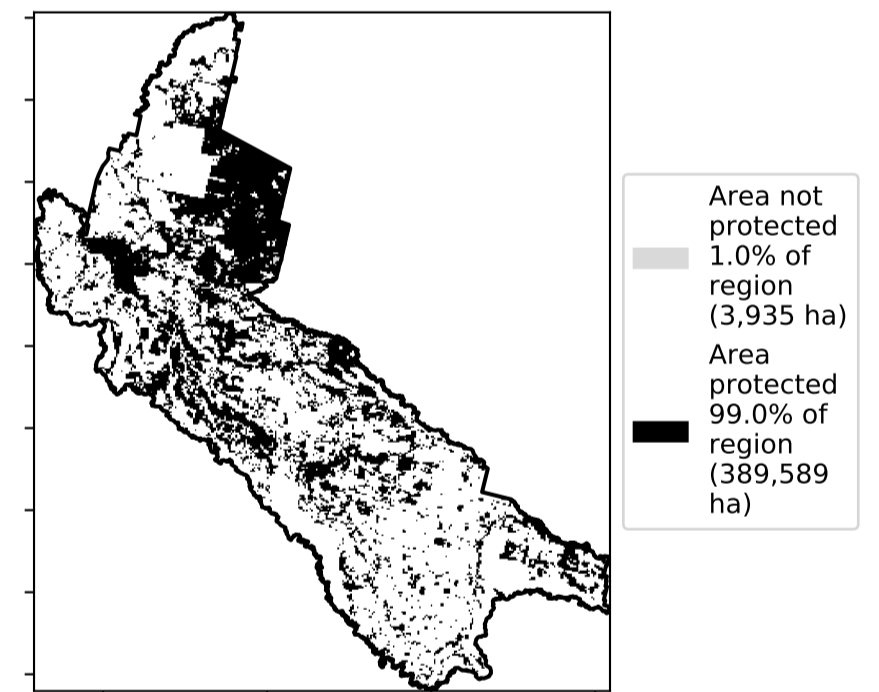 Area not
protected
1.0% of
region
(3,935 ha)
Area
protected
99.0% of
region
(389,589
ha)